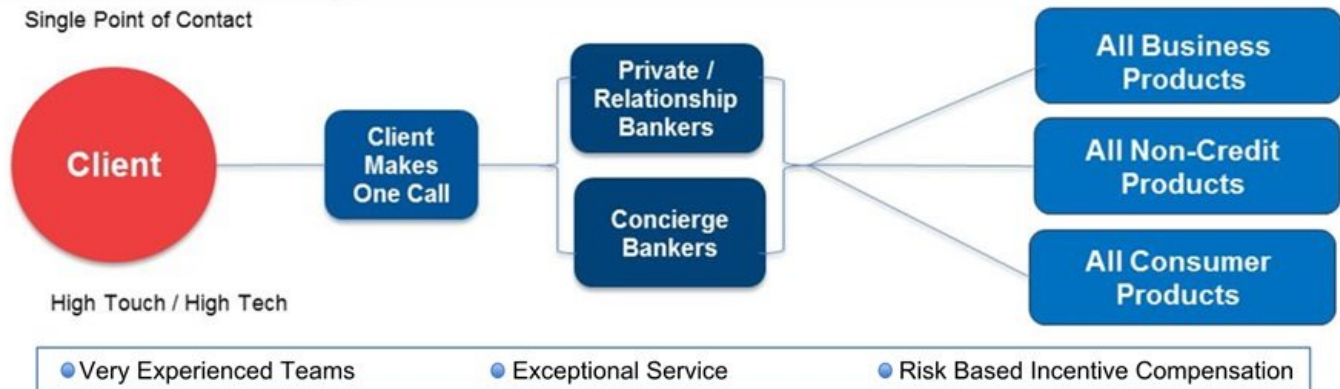 Single Point of Contact
Client
High Touch / High Tech
Client
Makes
One Call
Private /
Relationship
Bankers
Concierge
Bankers
All Business
Products
All Non-Credit
Products
All Consumer
Products
Very Experienced Teams
Exceptional Service
Risk Based Incentive Compensation